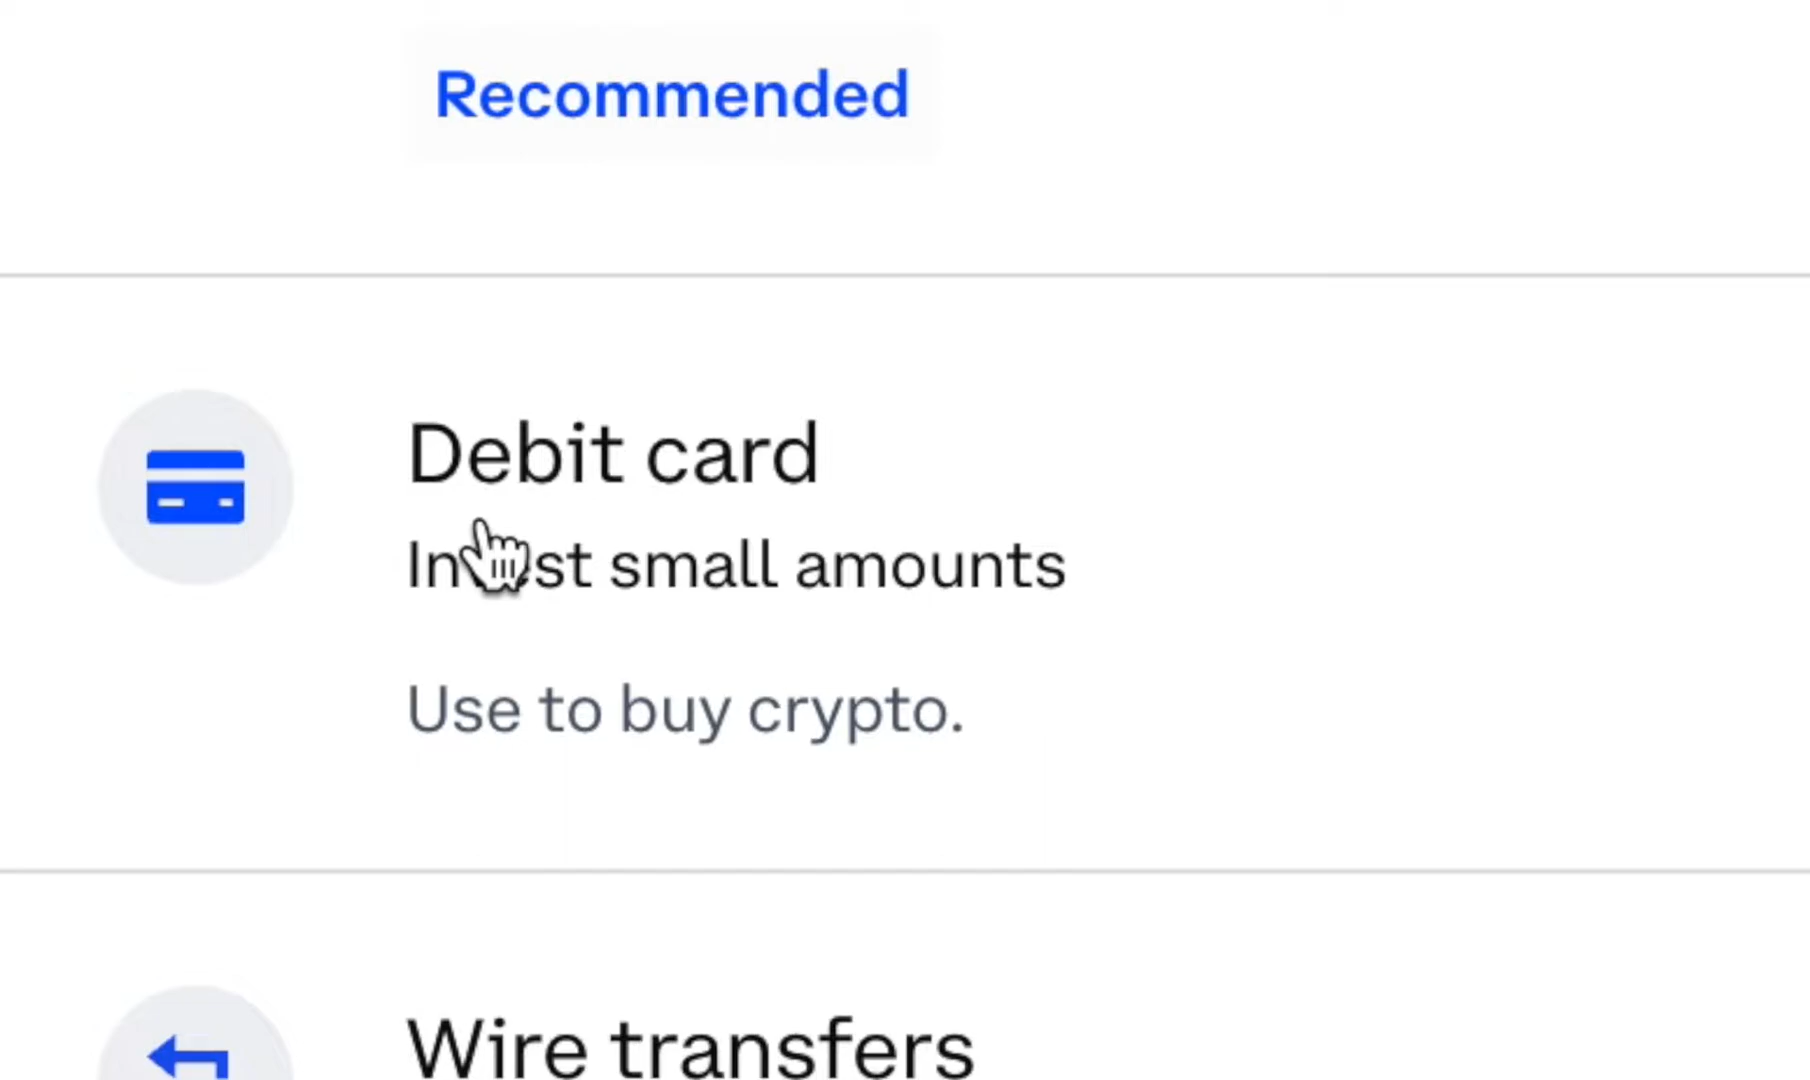 Recommended
Debit card
Invest small amounts
Use to buy crypto.
Wire transfers